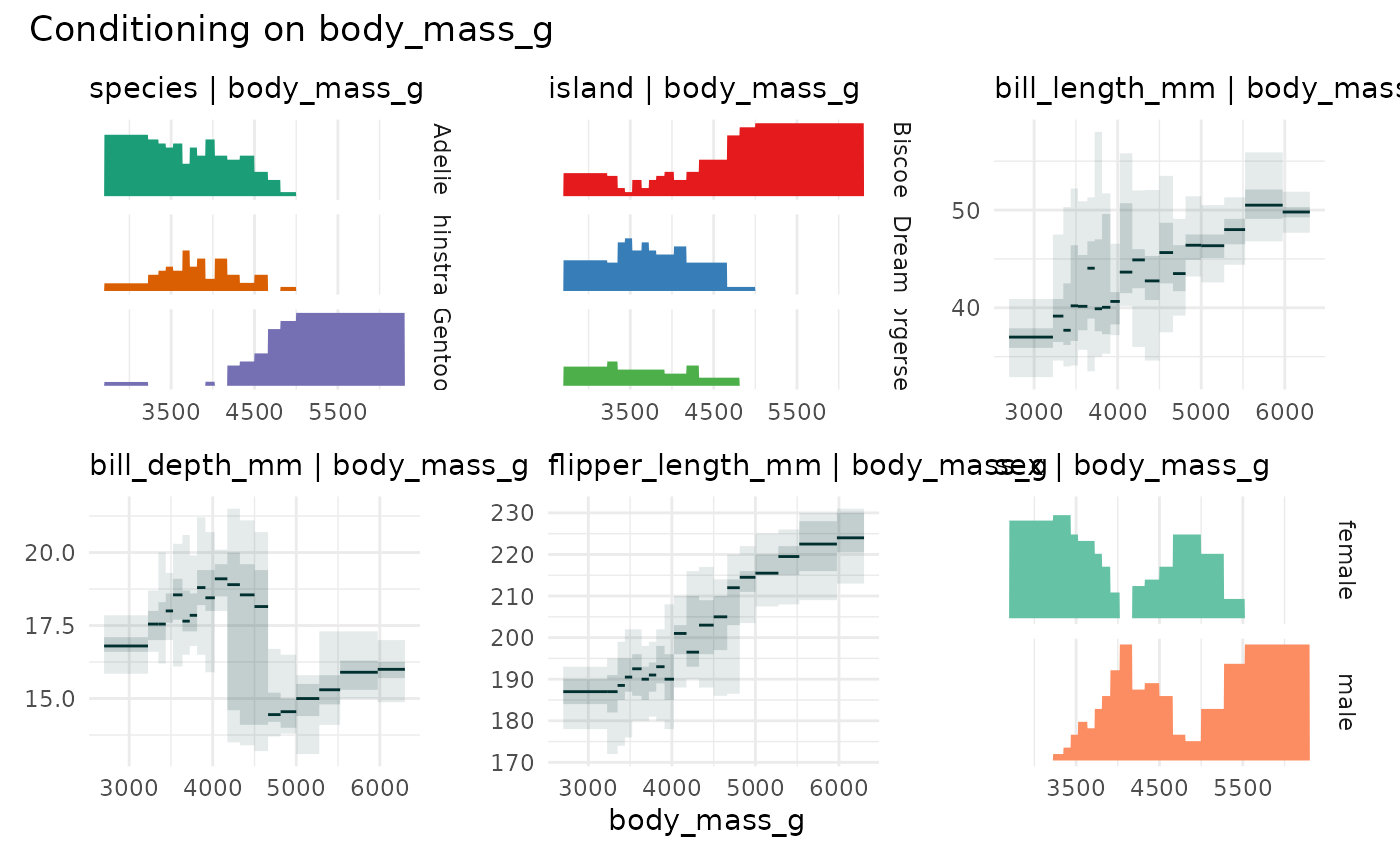 Conditioning on body_mass_g
species | body_mass_g
Adelie
hinstra
Gentoo
3500 4500 5500
island | body_mass_g
Biscoe
Dream
orgerse
3500 4500 5500
bill_length_mm | body_mass
50
40
3000 4000 5000 6000
bill_depth_mm | body_mass_g
20.0
17.5
15.0
3000 4000 5000 6000
flipper_length_mm | body_mass_g
230
220
210
200
190
180
170
3000 4000 5000 6000
sex | body_mass_g
female
male
3500 4500 5500
body_mass_g